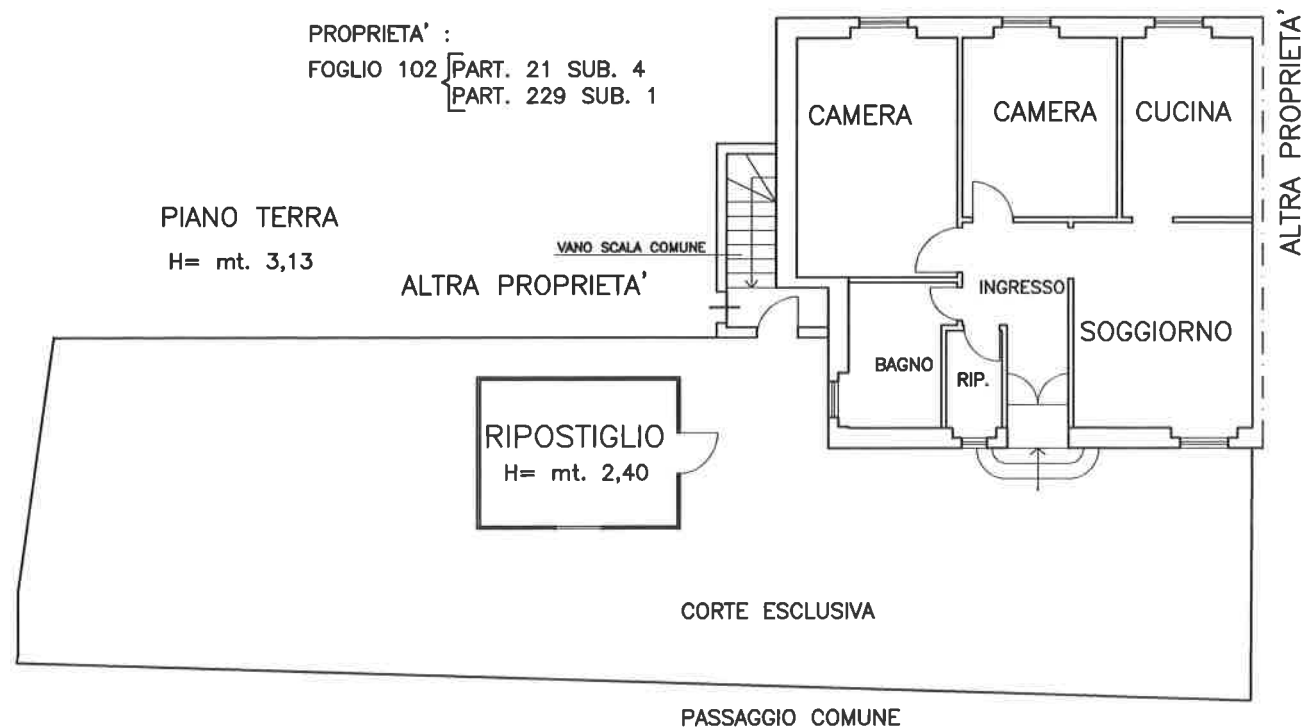 PROPRIETA' :
FOGLIO 102 PART. 21 SUB. 4
PART. 229 SUB. 1
ALTRA PROPRIETA'
CAMERA
CAMERA
CUCINA
PIANO TERRA
H= mt. 3,13
VANO SCALA COMUNE
ALTRA PROPRIETA'
INGRESSO
SOGGIORNO
BAGNO
RIP.
RIPOSTIGLIO
H= mt. 2,40
CORTE ESCLUSIVA
PASSAGGIO COMUNE